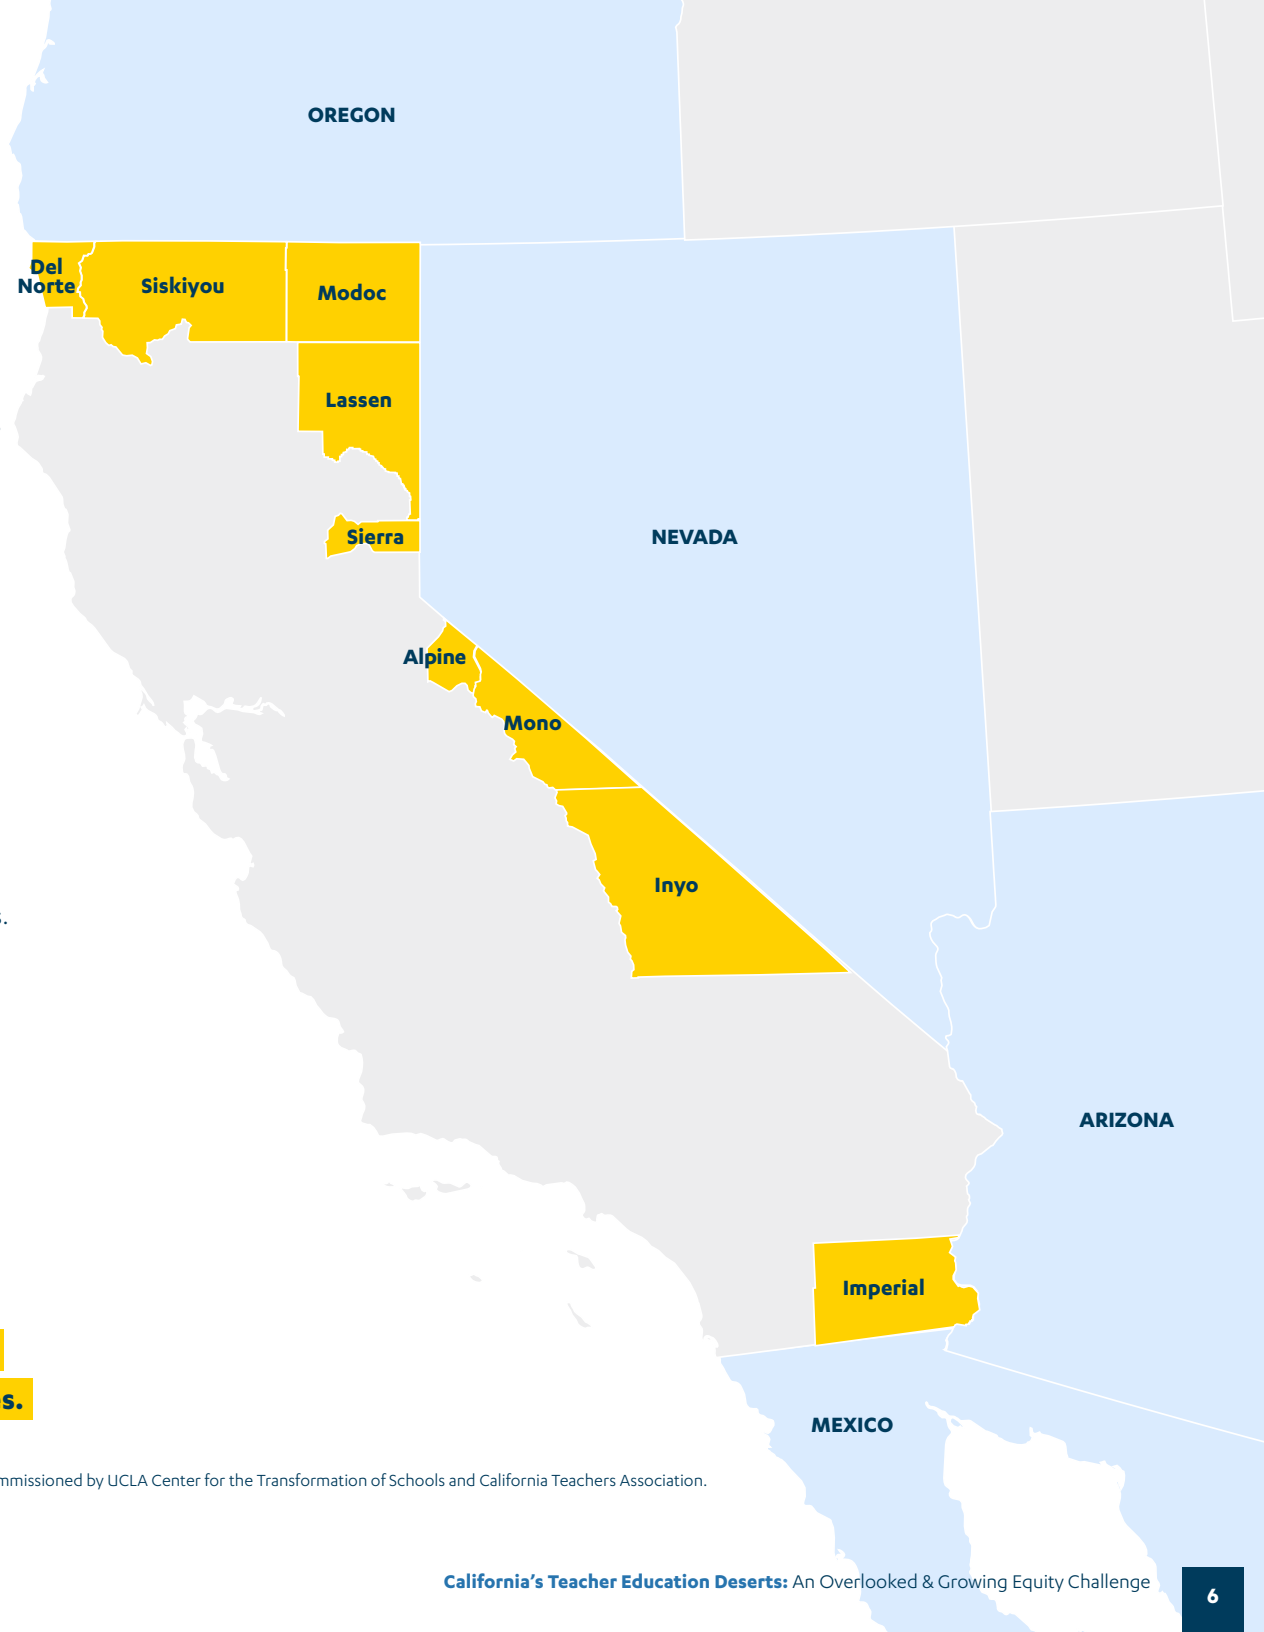 OREGON
Del
Norte
Siskiyou
Modoc
Lassen
Sierra
NEVADA
Alpine
Mono
Inyo
s.
ARIZONA
Imperial
s.
MEXICO
mmissioned by UCLA Center for the Transformation of Schools and California Teachers Association.
California’s Teacher Education Deserts: An Overlooked & Growing Equity Challenge
6